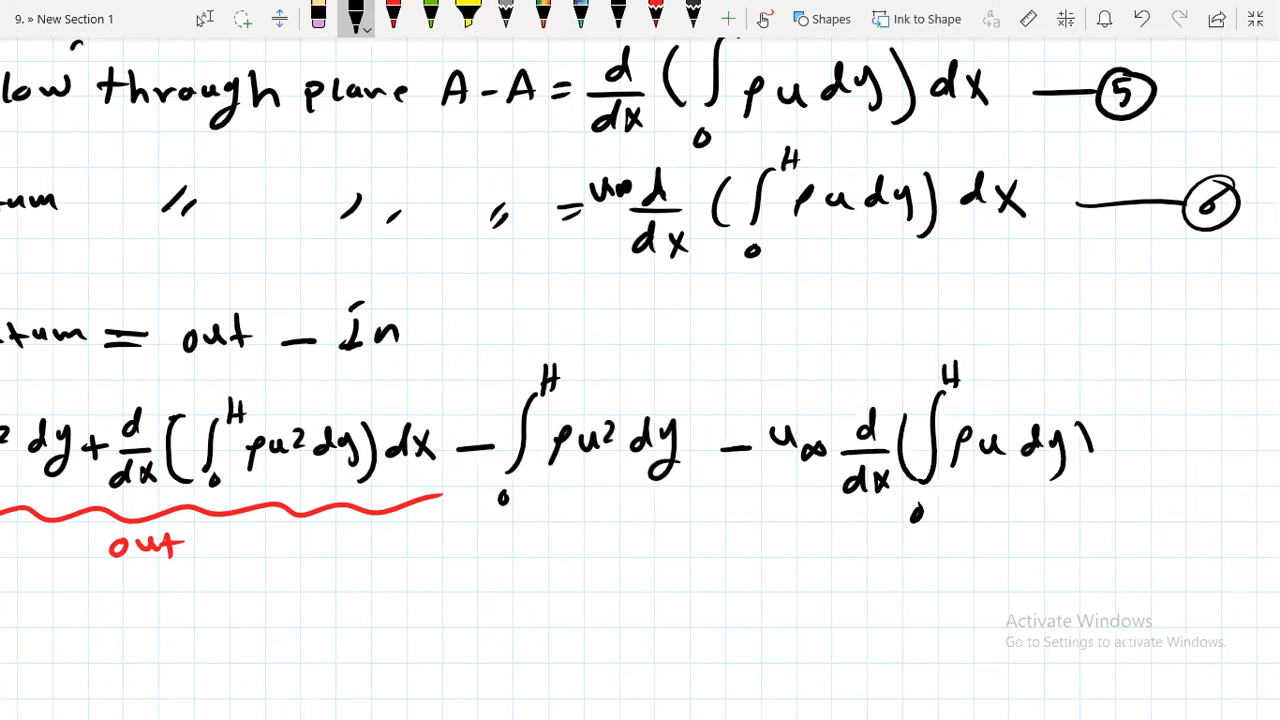 9. » New Section 1 Shapes Ink to Shape
low through plane A - A = d/dx ( ∫₀ ρu dy ) dx — ⑤
tum 〃 〃 〃 = u∞ d/dx ( ∫₀ᴴ ρu dy ) dx — ⑥
tum = out - In
² dy + d/dx ( ∫₀ᴴ ρu² dy ) dx - ∫₀ᴴ ρu² dy - u∞ d/dx ( ∫₀ᴴ ρu dy )
out
Activate Windows
Go to Settings to activate Windows.